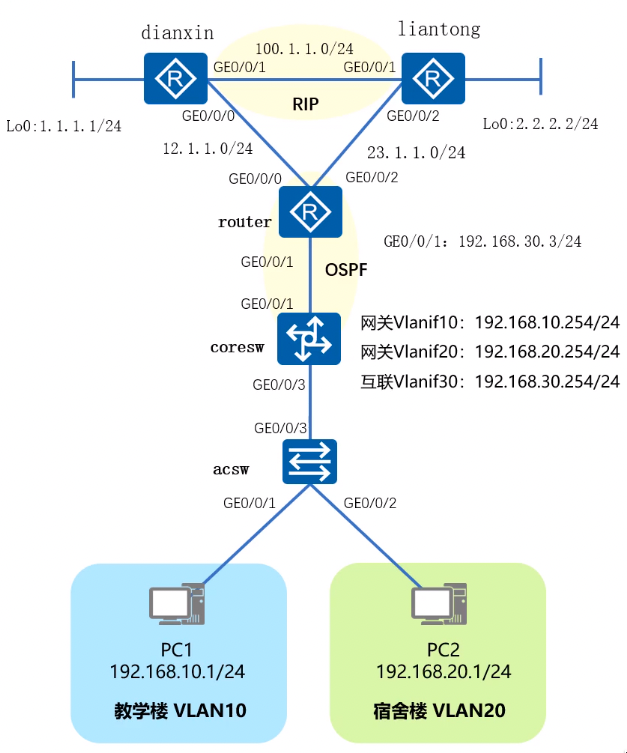 dianxin
liantong
100.1.1.0/24
GE0/0/1
GE0/0/1
R
R
RIP
Lo0:1.1.1.1/24
GE0/0/0
GE0/0/2
Lo0:2.2.2.2/24
12.1.1.0/24
23.1.1.0/24
GE0/0/0
GE0/0/2
R
router
GE0/0/1：192.168.30.3/24
GE0/0/1
OSPF
GE0/0/1
网关Vlanif10：192.168.10.254/24
coresw
网关Vlanif20：192.168.20.254/24
互联Vlanif30：192.168.30.254/24
GE0/0/3
GE0/0/3
acsw
GE0/0/1
GE0/0/2
PC1
192.168.10.1/24
教学楼 VLAN10
PC2
192.168.20.1/24
宿舍楼 VLAN20